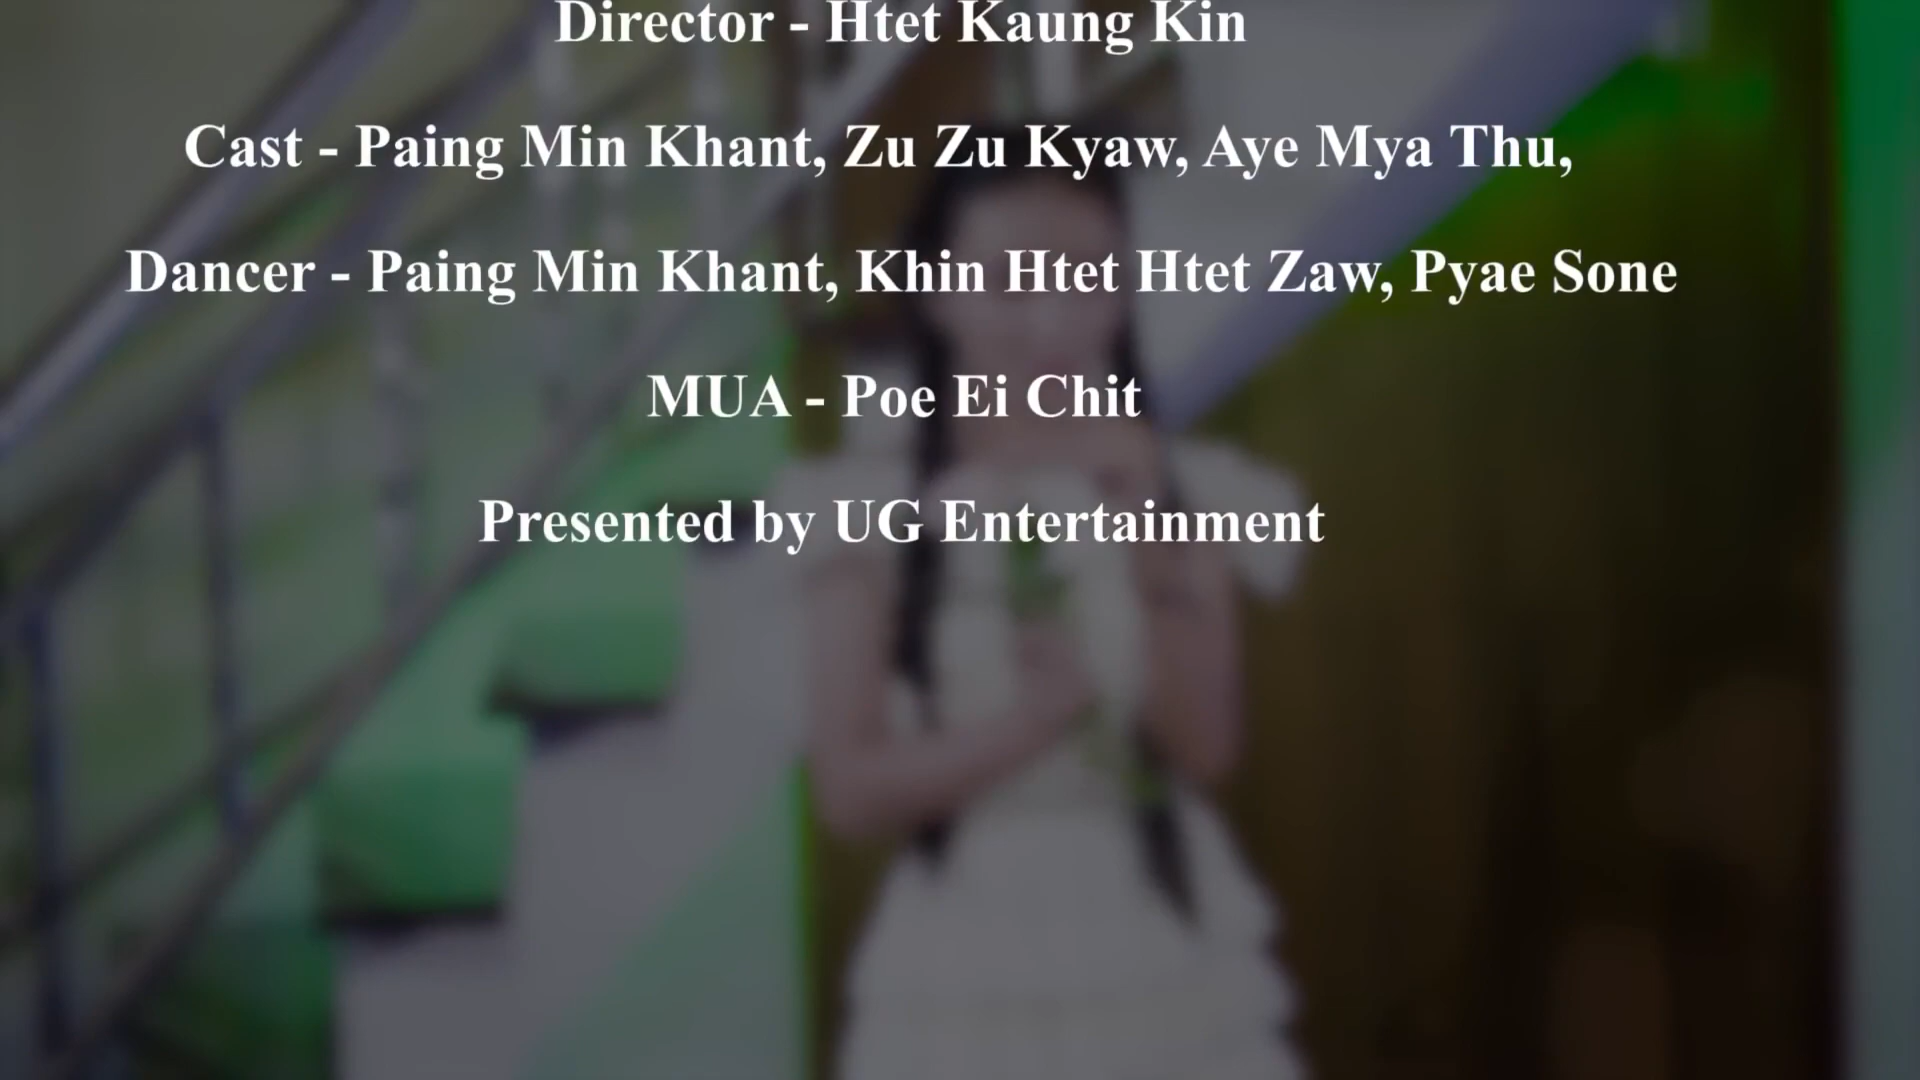 Director - Htet Kaung Kin
Cast - Paing Min Khant, Zu Zu Kyaw, Aye Mya Thu,
Dancer - Paing Min Khant, Khin Htet Htet Zaw, Pyae Sone
MUA - Poe Ei Chit
Presented by UG Entertainment